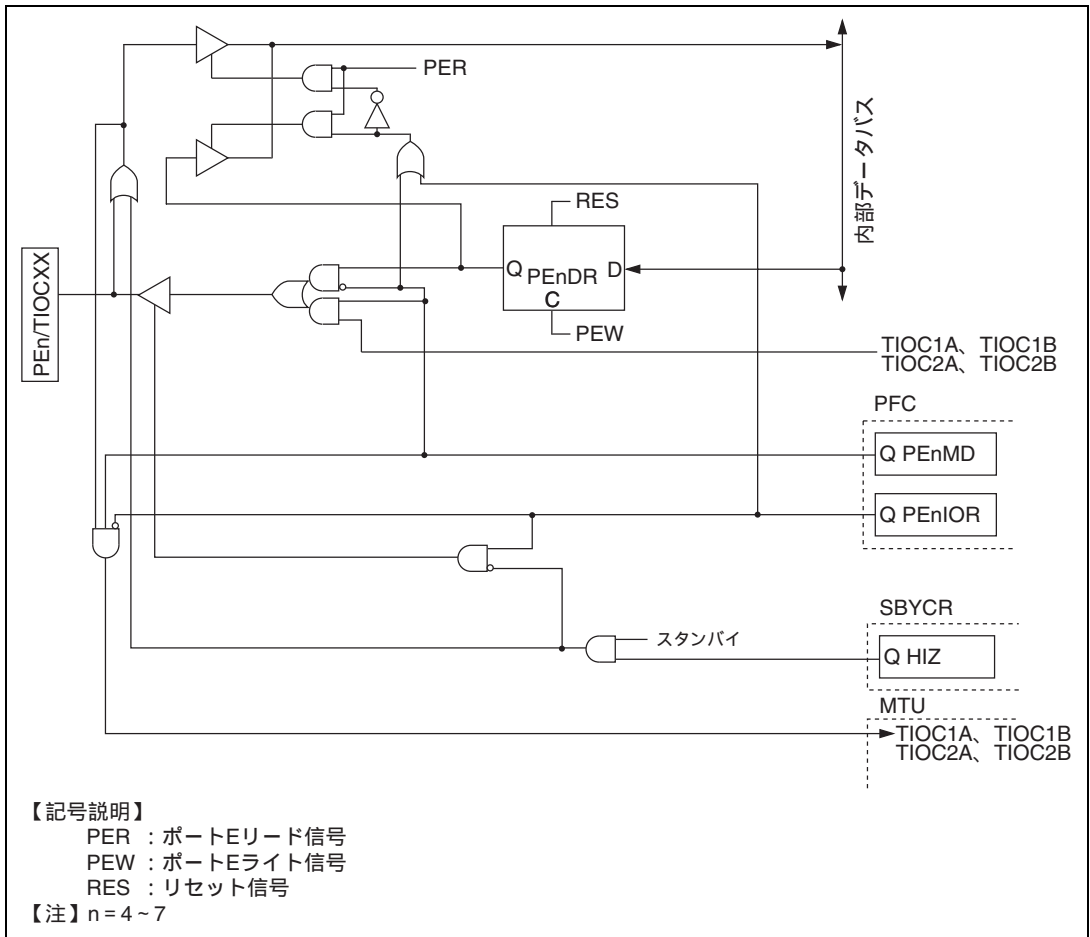 PER
内部データバス
RES
Q PEnDR D
C
PEW
PEn/TIOCXX
TIOC1A、TIOC1B
TIOC2A、TIOC2B
PFC
Q PEnMD
Q PEnIOR
SBYCR
スタンバイ
Q HIZ
MTU
TIOC1A、TIOC1B
TIOC2A、TIOC2B
【記号説明】
PER :ポートEリード信号
PEW :ポートEライト信号
RES :リセット信号
【注】n = 4 ~ 7